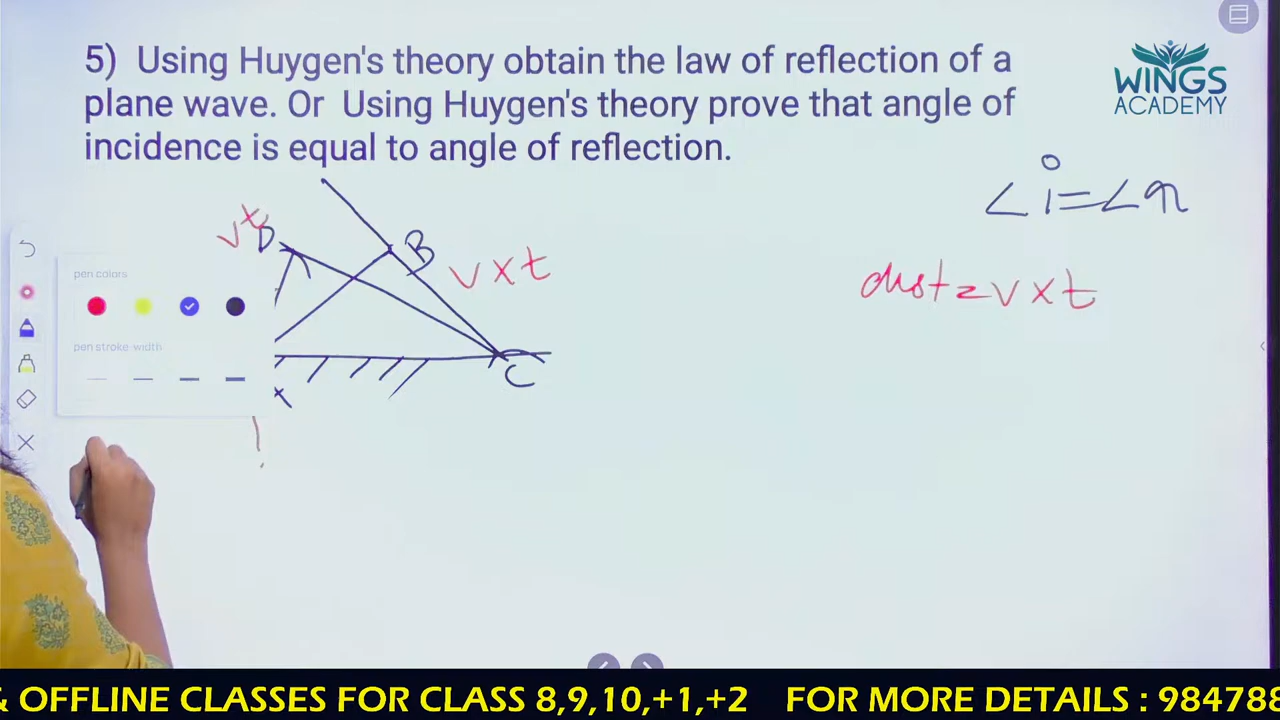 5) Using Huygen's theory obtain the law of reflection of a
plane wave. Or Using Huygen's theory prove that angle of
incidence is equal to angle of reflection.
WINGS
ACADEMY
∠i=∠r
D
B
v×t
dist = v×t
pen colors
pen stroke width
C
& OFFLINE CLASSES FOR CLASS 8,9,10,+1,+2 FOR MORE DETAILS : 984788